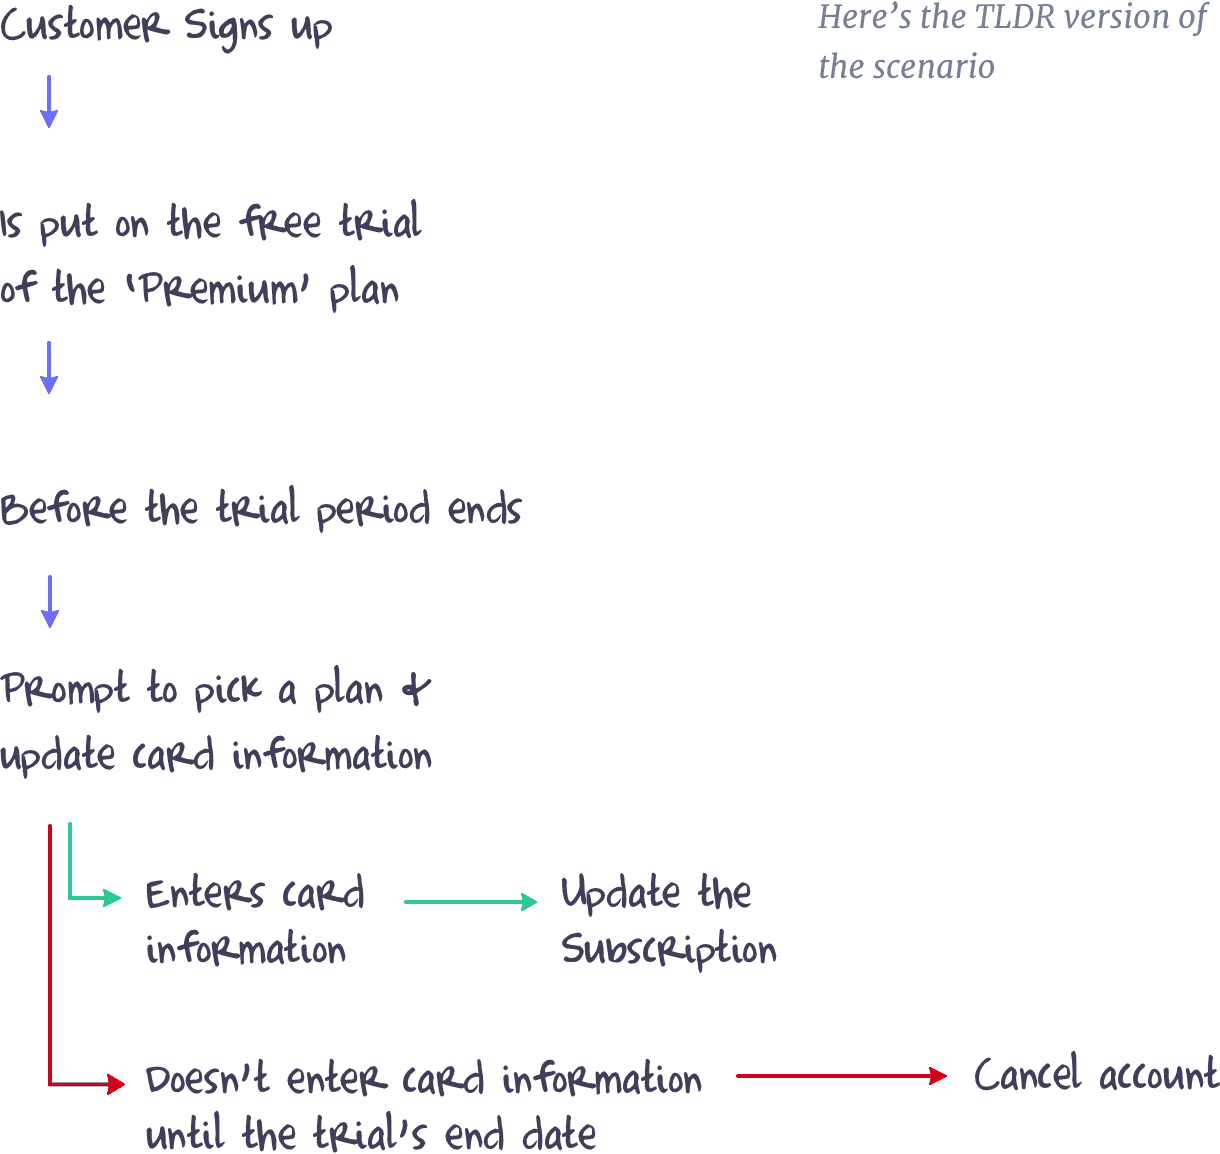 Customer Signs up
Here's the TLDR version of
the scenario
Is put on the free trial
of the 'Premium' plan
Before the trial period ends
Prompt to pick a plan &
update card information
Enters card
information
Update the
Subscription
Doesn't enter card information
until the trial's end date
Cancel account